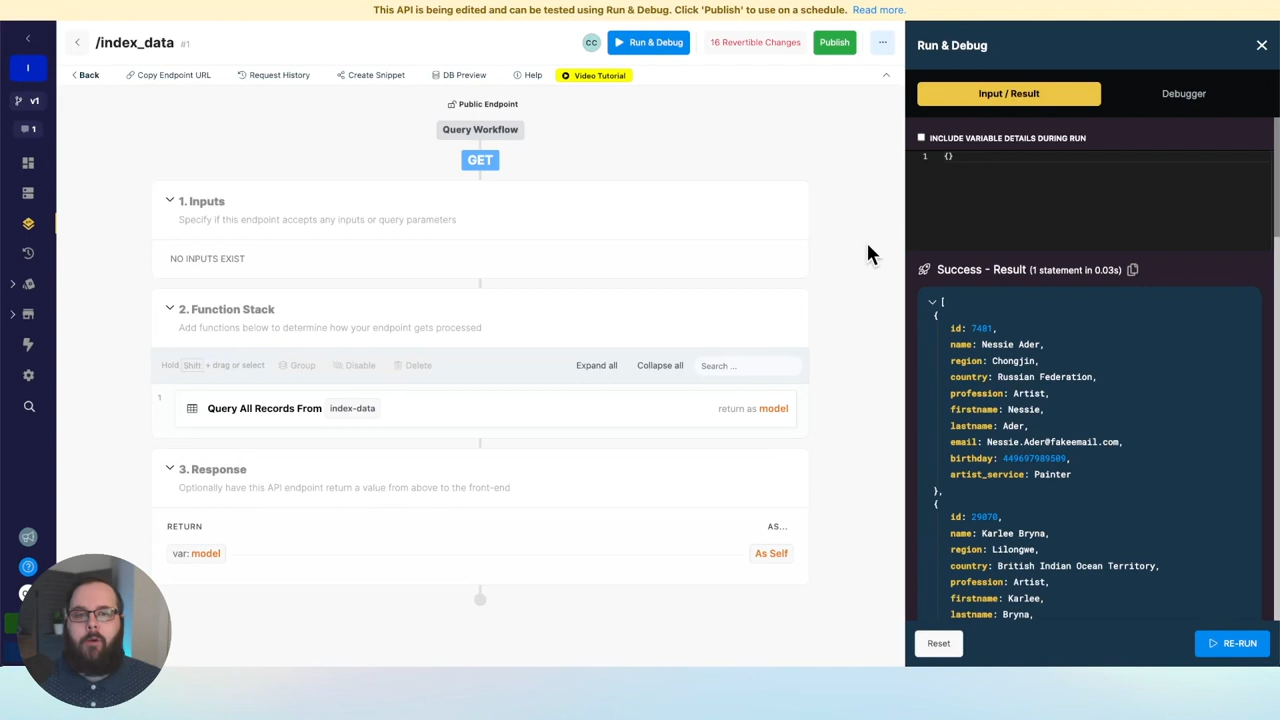 This API is being edited and can be tested using Run & Debug. Click 'Publish' to use on a schedule. Read more.
/index_data #1
CC
Run & Debug
16 Revertible Changes
Publish
...
Back
Copy Endpoint URL
Request History
Create Snippet
DB Preview
Help
Video Tutorial
I
v1
1
Public Endpoint
Query Workflow
GET
1. Inputs
Specify if this endpoint accepts any inputs or query parameters
NO INPUTS EXIST
2. Function Stack
Add functions below to determine how your endpoint gets processed
Hold Shift + drag or select
Group
Disable
Delete
Expand all
Collapse all
Search ...
1
Query All Records From index-data
return as model
3. Response
Optionally have this API endpoint return a value from above to the front-end
RETURN
AS...
var: model
As Self
Run & Debug
Input / Result
Debugger
INCLUDE VARIABLE DETAILS DURING RUN
1 {}
Success - Result (1 statement in 0.03s)
[
{
id: 7481,
name: Nessie Ader,
region: Chongjin,
country: Russian Federation,
profession: Artist,
firstname: Nessie,
lastname: Ader,
email: Nessie.Ader@fakeemail.com,
birthday: 449697989509,
artist_service: Painter
},
{
id: 29070,
name: Karlee Bryna,
region: Lilongwe,
country: British Indian Ocean Territory,
profession: Artist,
firstname: Karlee,
lastname: Bryna,
Reset
RE-RUN